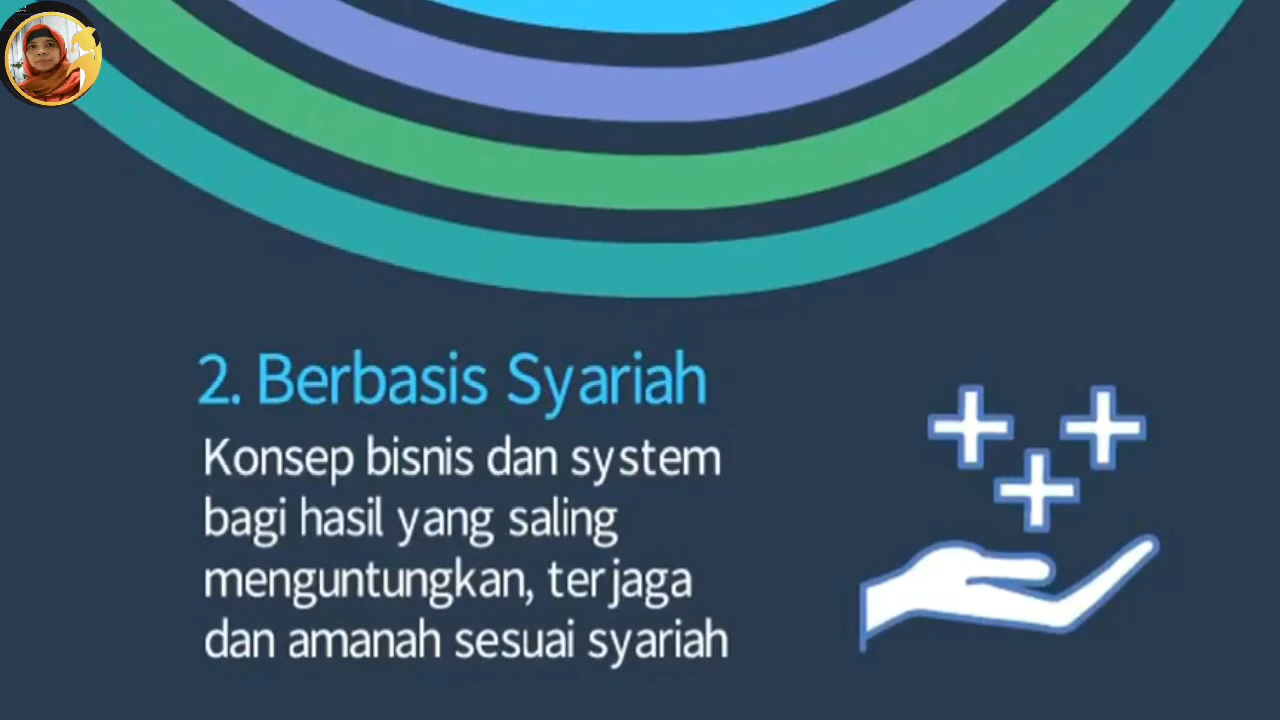 2. Berbasis Syariah
Konsep bisnis dan system
bagi hasil yang saling
menguntungkan, terjaga
dan amanah sesuai syariah